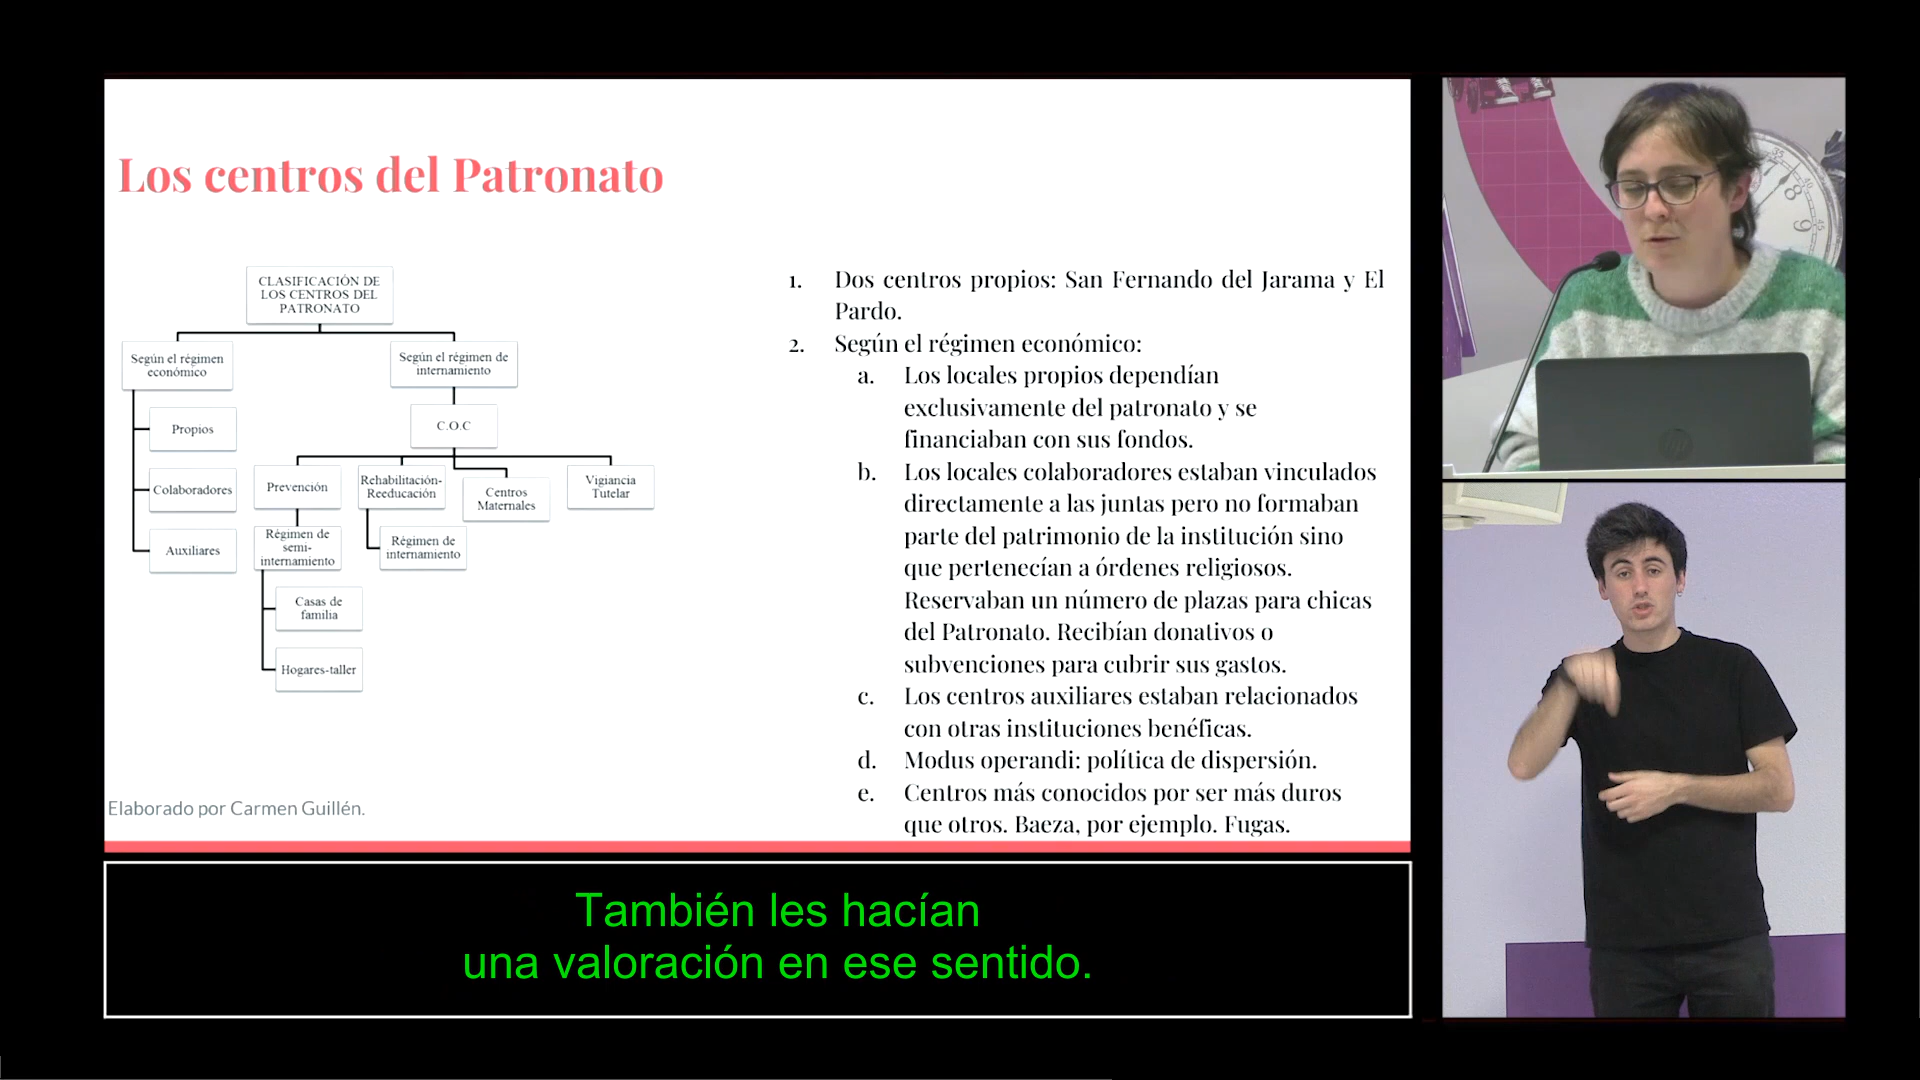 Los centros del Patronato
CLASIFICACIÓN DE
LOS CENTROS DEL
PATRONATO
Según el régimen
económico
Según el régimen de
internamiento
Propios
C.O.C
Colaboradores
Prevención
Rehabilitación-
Reeducación
Centros
Maternales
Vigiancia
Tutelar
Auxiliares
Régimen de
semi-
internamiento
Régimen de
internamiento
Casas de
familia
Hogares-taller
Elaborado por Carmen Guillén.
1. Dos centros propios: San Fernando del Jarama y El
Pardo.
2. Según el régimen económico:
a. Los locales propios dependían
exclusivamente del patronato y se
financiaban con sus fondos.
b. Los locales colaboradores estaban vinculados
directamente a las juntas pero no formaban
parte del patrimonio de la institución sino
que pertenecían a órdenes religiosos.
Reservaban un número de plazas para chicas
del Patronato. Recibían donativos o
subvenciones para cubrir sus gastos.
c. Los centros auxiliares estaban relacionados
con otras instituciones benéficas.
d. Modus operandi: política de dispersión.
e. Centros más conocidos por ser más duros
que otros. Baeza, por ejemplo. Fugas.
También les hacían
una valoración en ese sentido.